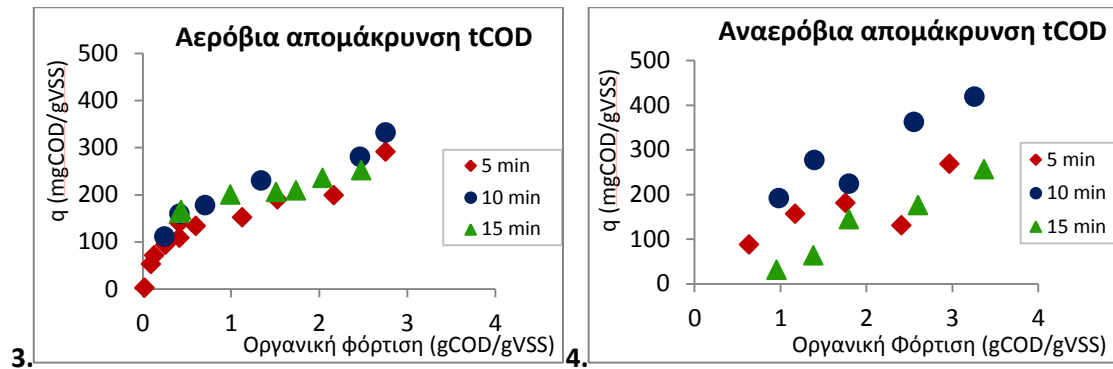 Αερόβια απομάκρυνση tCOD
q (mgCOD/gVSS)
500
400
300
200
100
0
0 1 2 3 4
Οργανική φόρτιση (gCOD/gVSS)
5 min
10 min
15 min
3.
Αναερόβια απομάκρυνση tCOD
q (mgCOD/gVSS)
500
400
300
200
100
0
0 1 2 3 4
Οργανική Φόρτιση (gCOD/gVSS)
5 min
10 min
15 min
4.